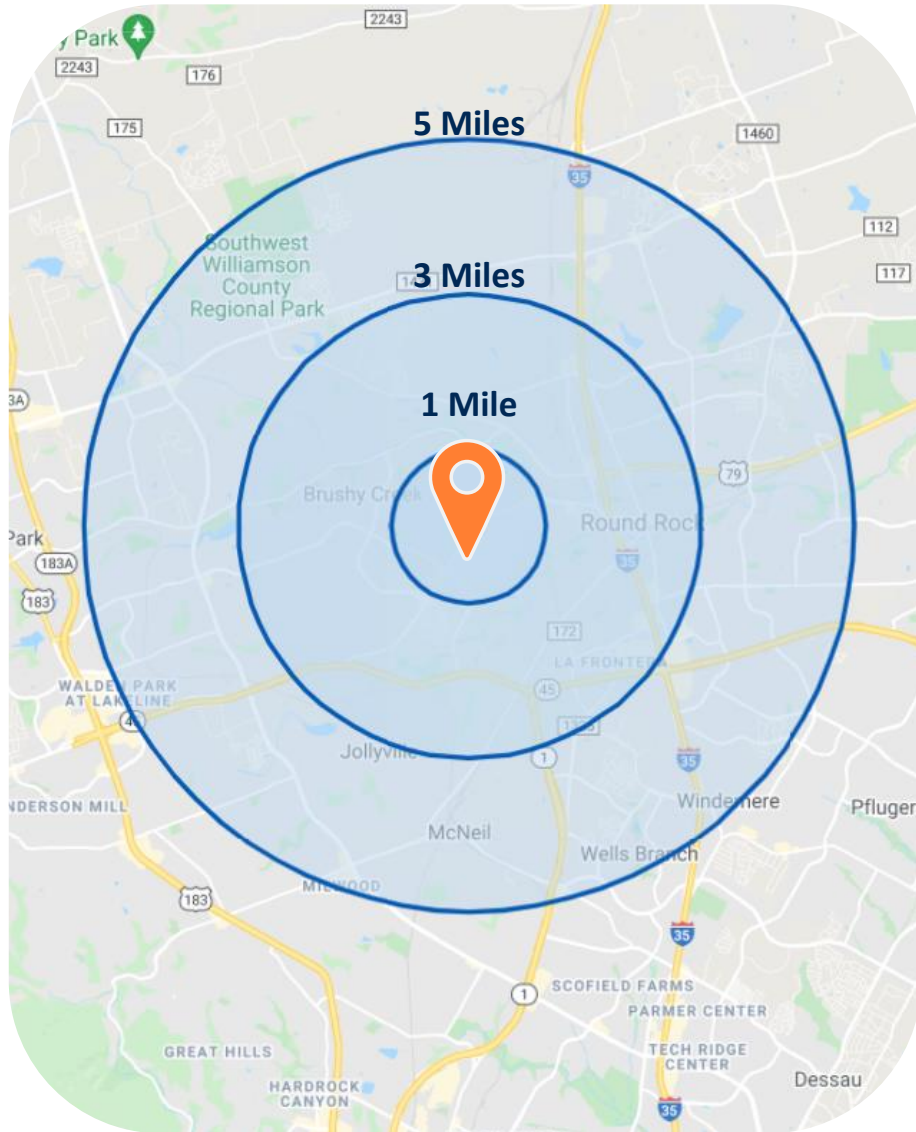 2243
y Park
2243
176
175
5 Miles
1460
35
Southwest
Williamson
County
Regional Park
112
117
3 Miles
1 Mile
79
Brushy Creek
Round Rock
Park
183A
35
183
172
LA FRONTERA
WALDEN PARK
AT LAKELINE
45
45
Jollyville
1
35
NDERSON MILL
Windemere
Pfluger
McNeil
Wells Branch
MILWOOD
183
35
1
SCOFIELD FARMS
PARMER CENTER
GREAT HILLS
TECH RIDGE
CENTER
HARDROCK
CANYON
Dessau
35